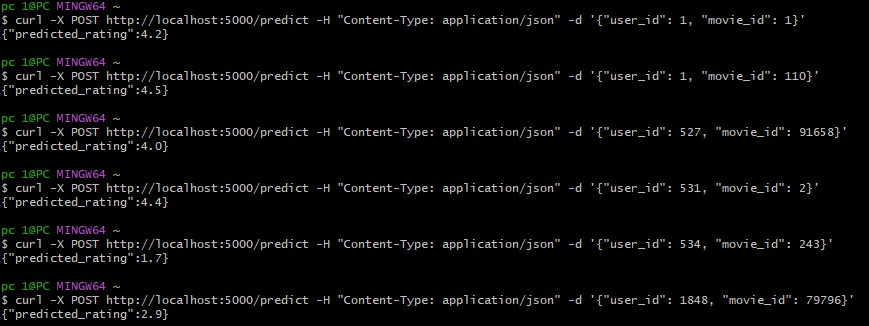 pc 1@PC MINGW64 ~
$ curl -X POST http://localhost:5000/predict -H "Content-Type: application/json" -d '{"user_id": 1, "movie_id": 1}'
{"predicted_rating":4.2}
pc 1@PC MINGW64 ~
$ curl -X POST http://localhost:5000/predict -H "Content-Type: application/json" -d '{"user_id": 1, "movie_id": 110}'
{"predicted_rating":4.5}
pc 1@PC MINGW64 ~
$ curl -X POST http://localhost:5000/predict -H "Content-Type: application/json" -d '{"user_id": 527, "movie_id": 91658}'
{"predicted_rating":4.0}
pc 1@PC MINGW64 ~
$ curl -X POST http://localhost:5000/predict -H "Content-Type: application/json" -d '{"user_id": 531, "movie_id": 2}'
{"predicted_rating":4.4}
pc 1@PC MINGW64 ~
$ curl -X POST http://localhost:5000/predict -H "Content-Type: application/json" -d '{"user_id": 534, "movie_id": 243}'
{"predicted_rating":1.7}
pc 1@PC MINGW64 ~
$ curl -X POST http://localhost:5000/predict -H "Content-Type: application/json" -d '{"user_id": 1848, "movie_id": 79796}'
{"predicted_rating":2.9}